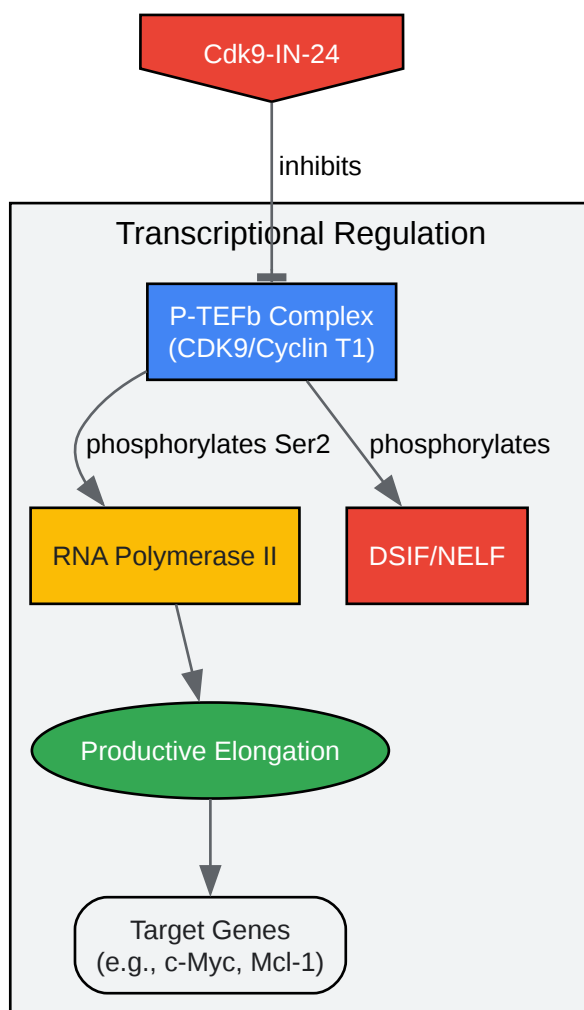 Cdk9-IN-24
inhibits
Transcriptional Regulation
P-TEFb Complex
(CDK9/Cyclin T1)
phosphorylates Ser2
phosphorylates
RNA Polymerase II
DSIF/NELF
Productive Elongation
Target Genes
(e.g., c-Myc, Mcl-1)